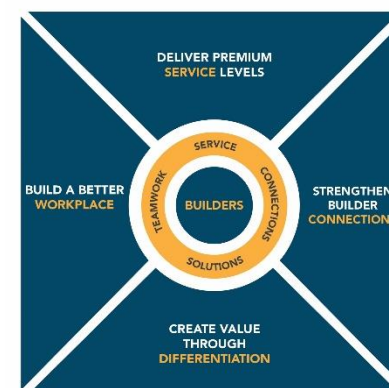 DELIVER PREMIUM
SERVICE LEVELS
SERVICE
BUILD A BETTER
WORKPLACE
TEAMWORK
BUILDERS
CONNECTIONS
STRENGTHEN
BUILDER
CONNECTION
SOLUTIONS
CREATE VALUE
THROUGH
DIFFERENTIATION